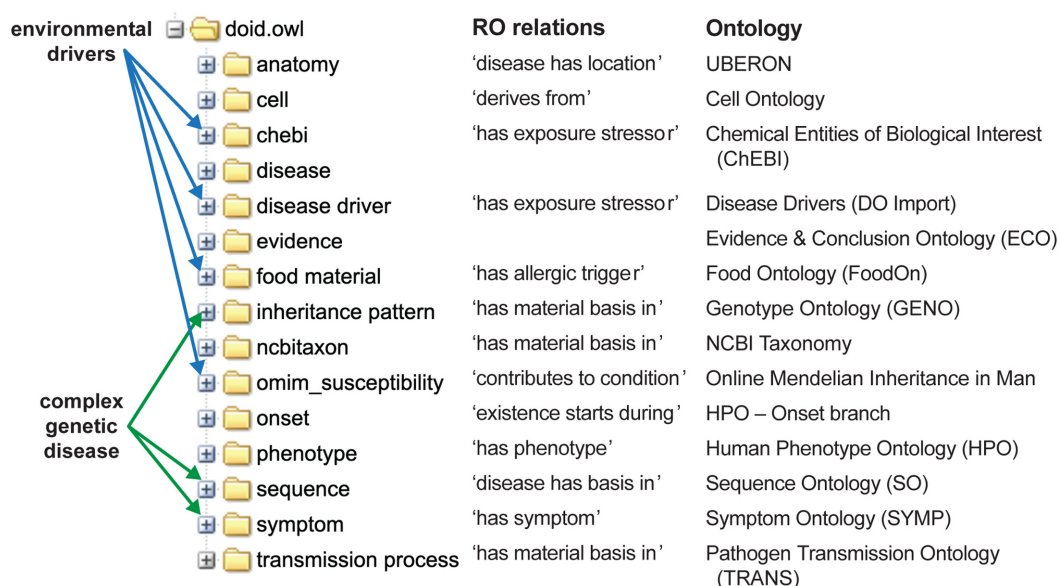 environmental drivers
doid.owl
RO relations
Ontology
anatomy
‘disease has location’
UBERON
cell
‘derives from’
Cell Ontology
chebi
‘has exposure stressor’
Chemical Entities of Biological Interest
(ChEBI)
disease
disease driver
‘has exposure stressor’
Disease Drivers (DO Import)
evidence
Evidence & Conclusion Ontology (ECO)
food material
‘has allergic trigger’
Food Ontology (FoodOn)
inheritance pattern
‘has material basis in’
Genotype Ontology (GENO)
ncbitaxon
‘has material basis in’
NCBI Taxonomy
omim_susceptibility
‘contributes to condition’
Online Mendelian Inheritance in Man
complex
genetic
disease
onset
‘existence starts during’
HPO – Onset branch
phenotype
‘has phenotype’
Human Phenotype Ontology (HPO)
sequence
‘disease has basis in’
Sequence Ontology (SO)
symptom
‘has symptom’
Symptom Ontology (SYMP)
transmission process
‘has material basis in’
Pathogen Transmission Ontology
(TRANS)